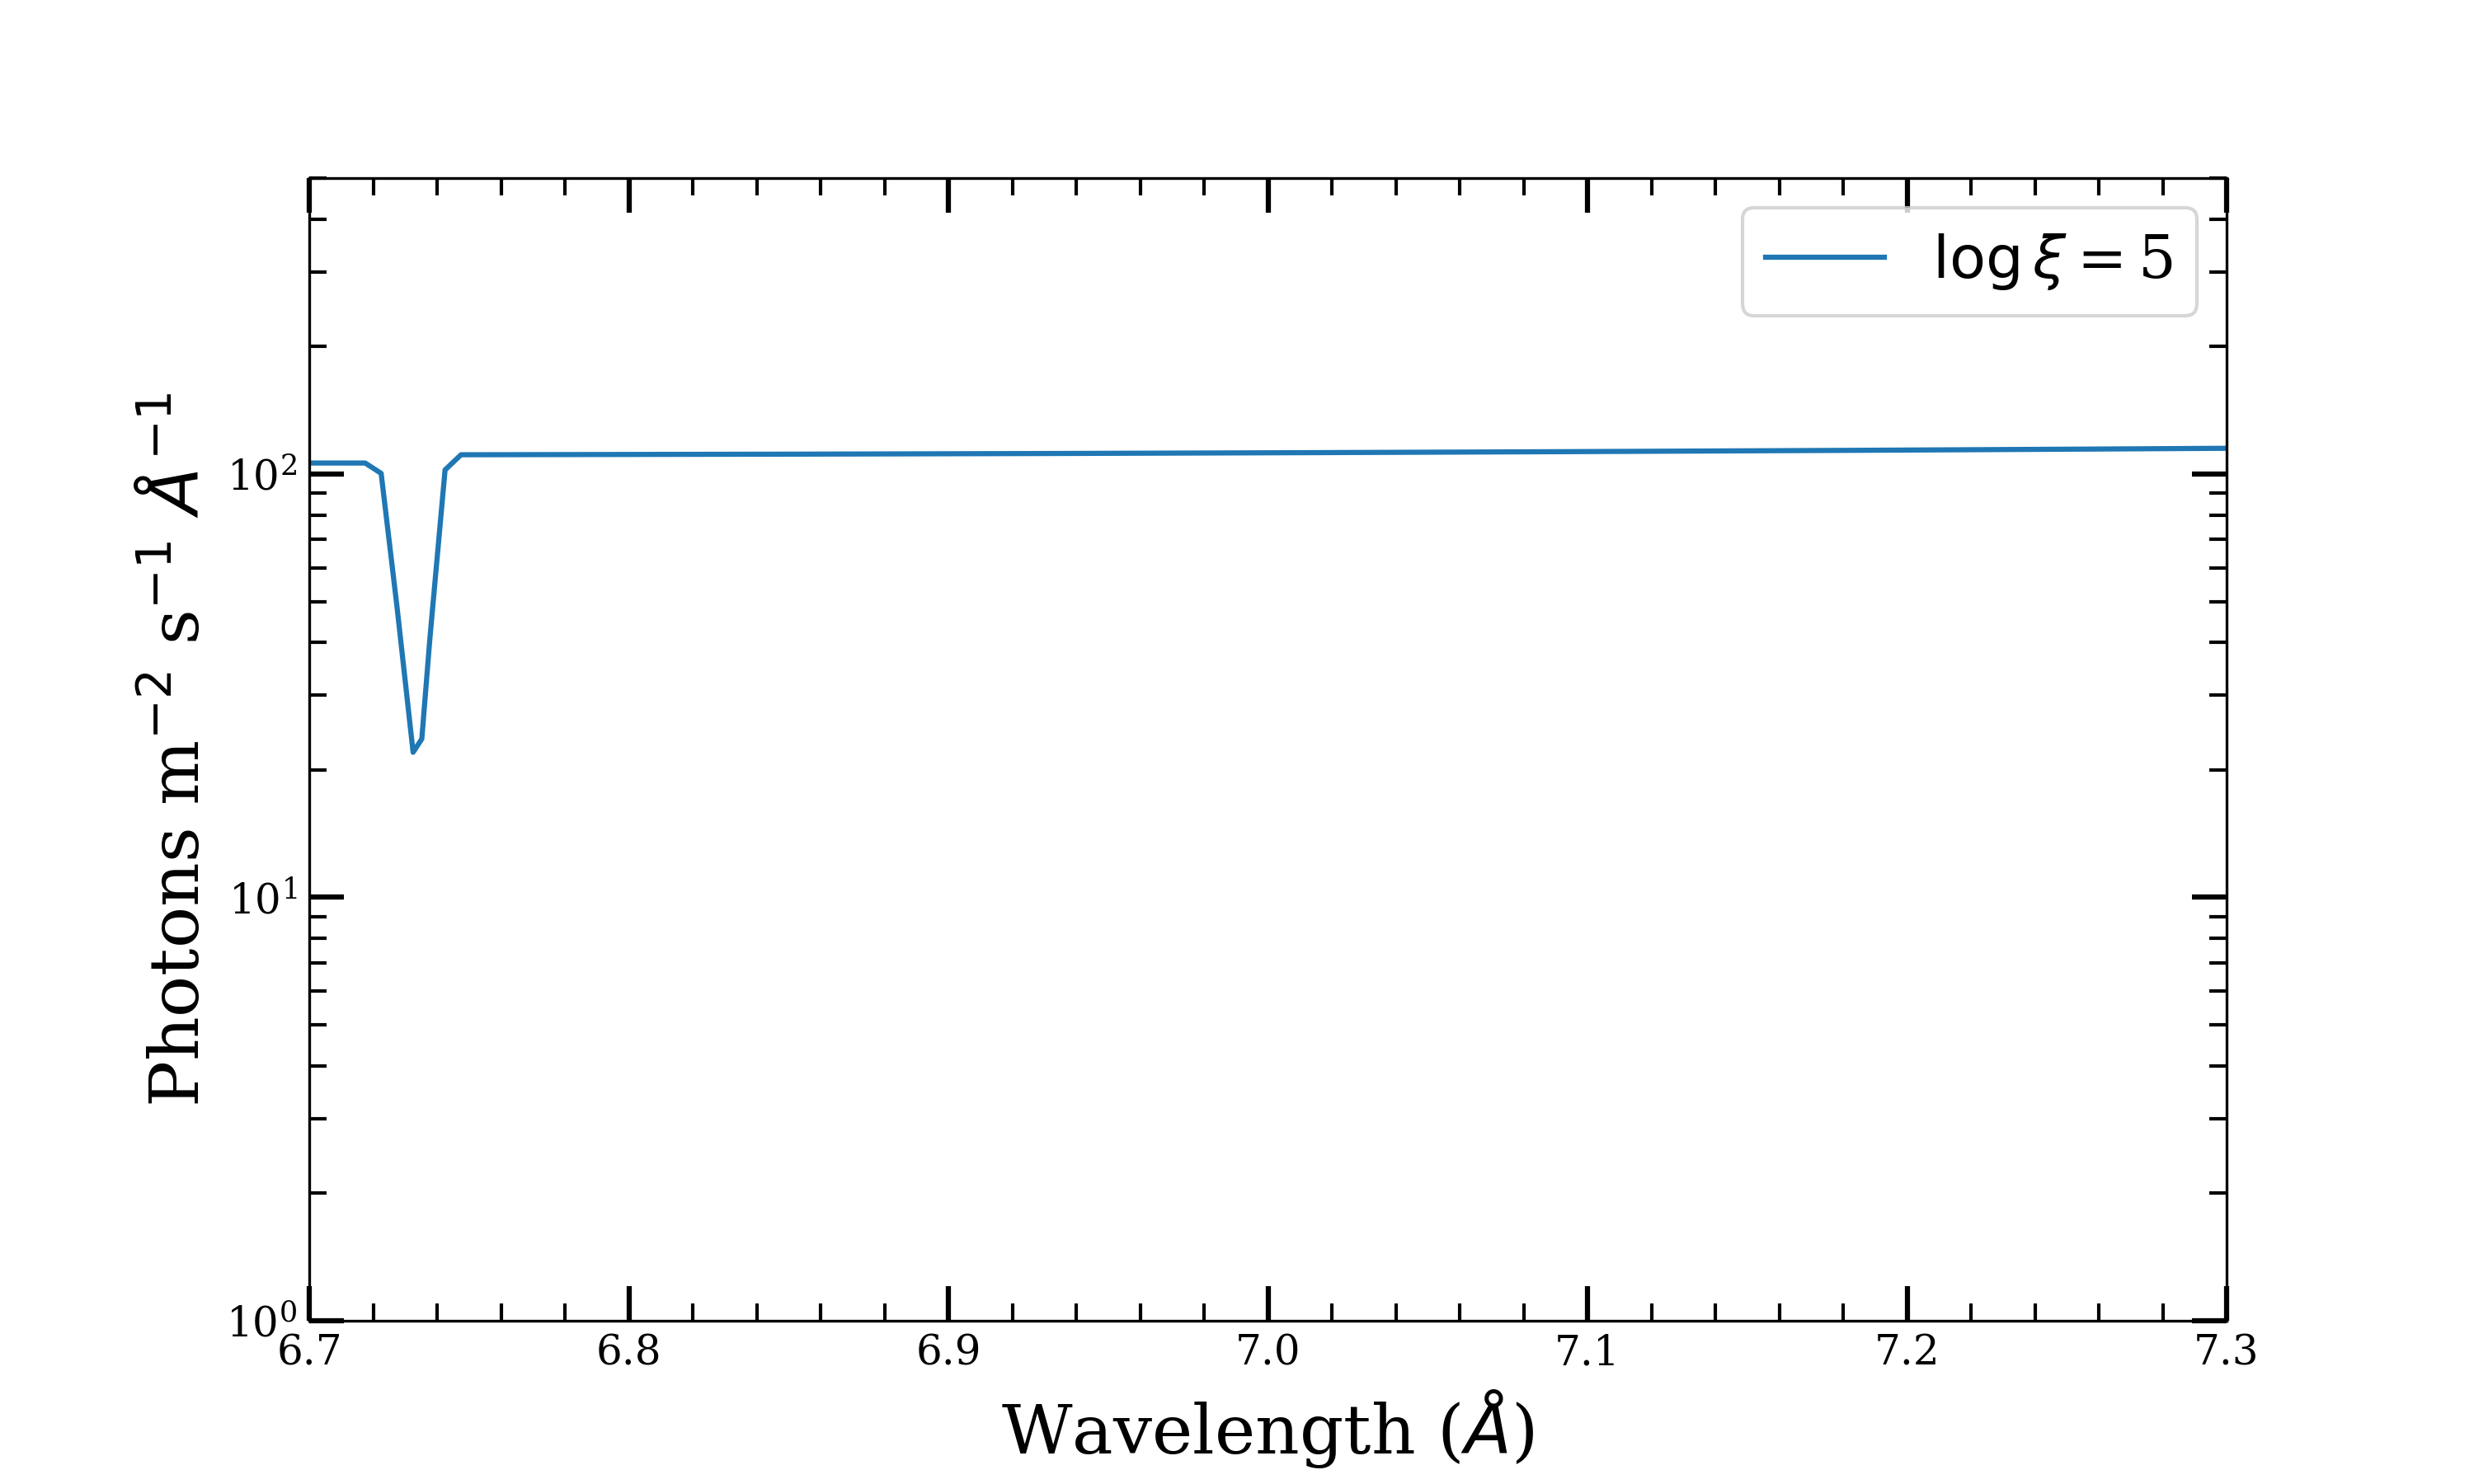 log ξ = 5
Photons m⁻² s⁻¹ Å⁻¹
10²
10¹
10⁰
6.7 6.8 6.9 7.0 7.1 7.2 7.3
Wavelength (Å)